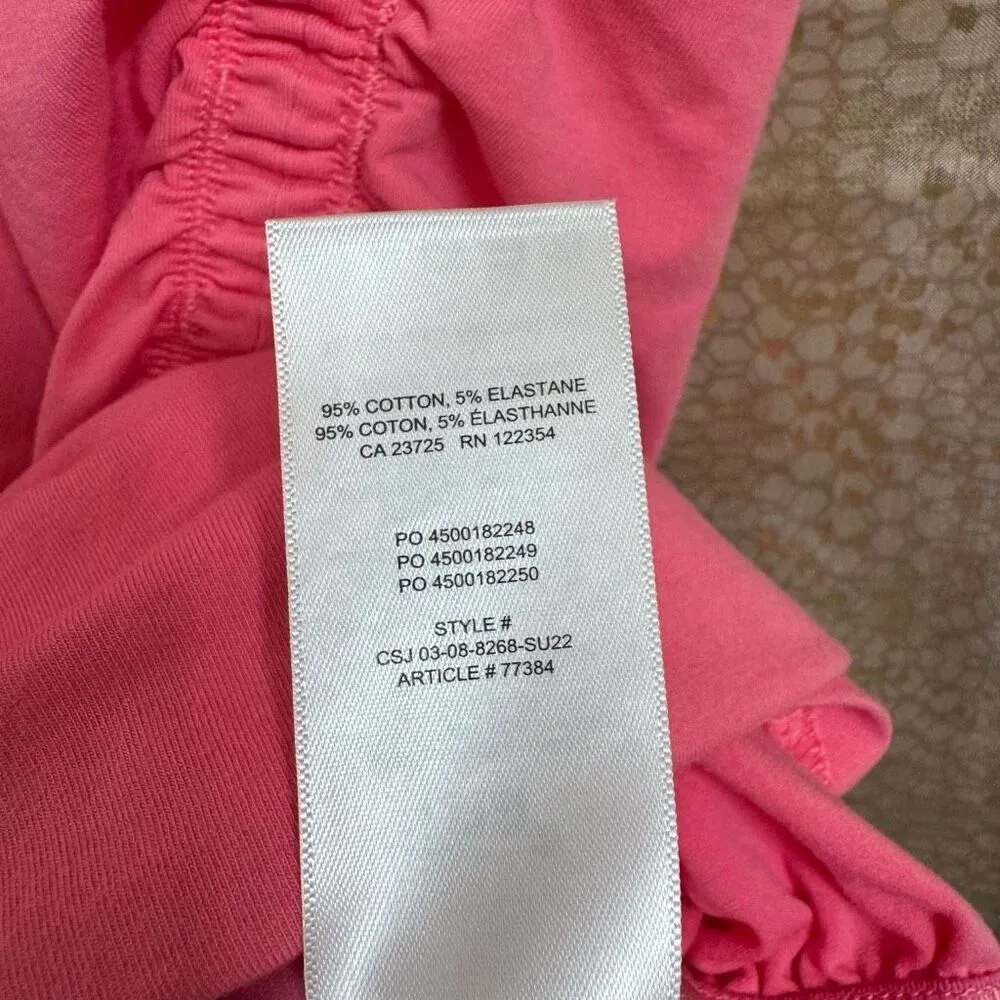 95% COTTON, 5% ELASTANE
95% COTON, 5% ÉLASTHANNE
CA 23725 RN 122354
PO 4500182248
PO 4500182249
PO 4500182250
STYLE #
CSJ 03-08-8268-SU22
ARTICLE # 77384